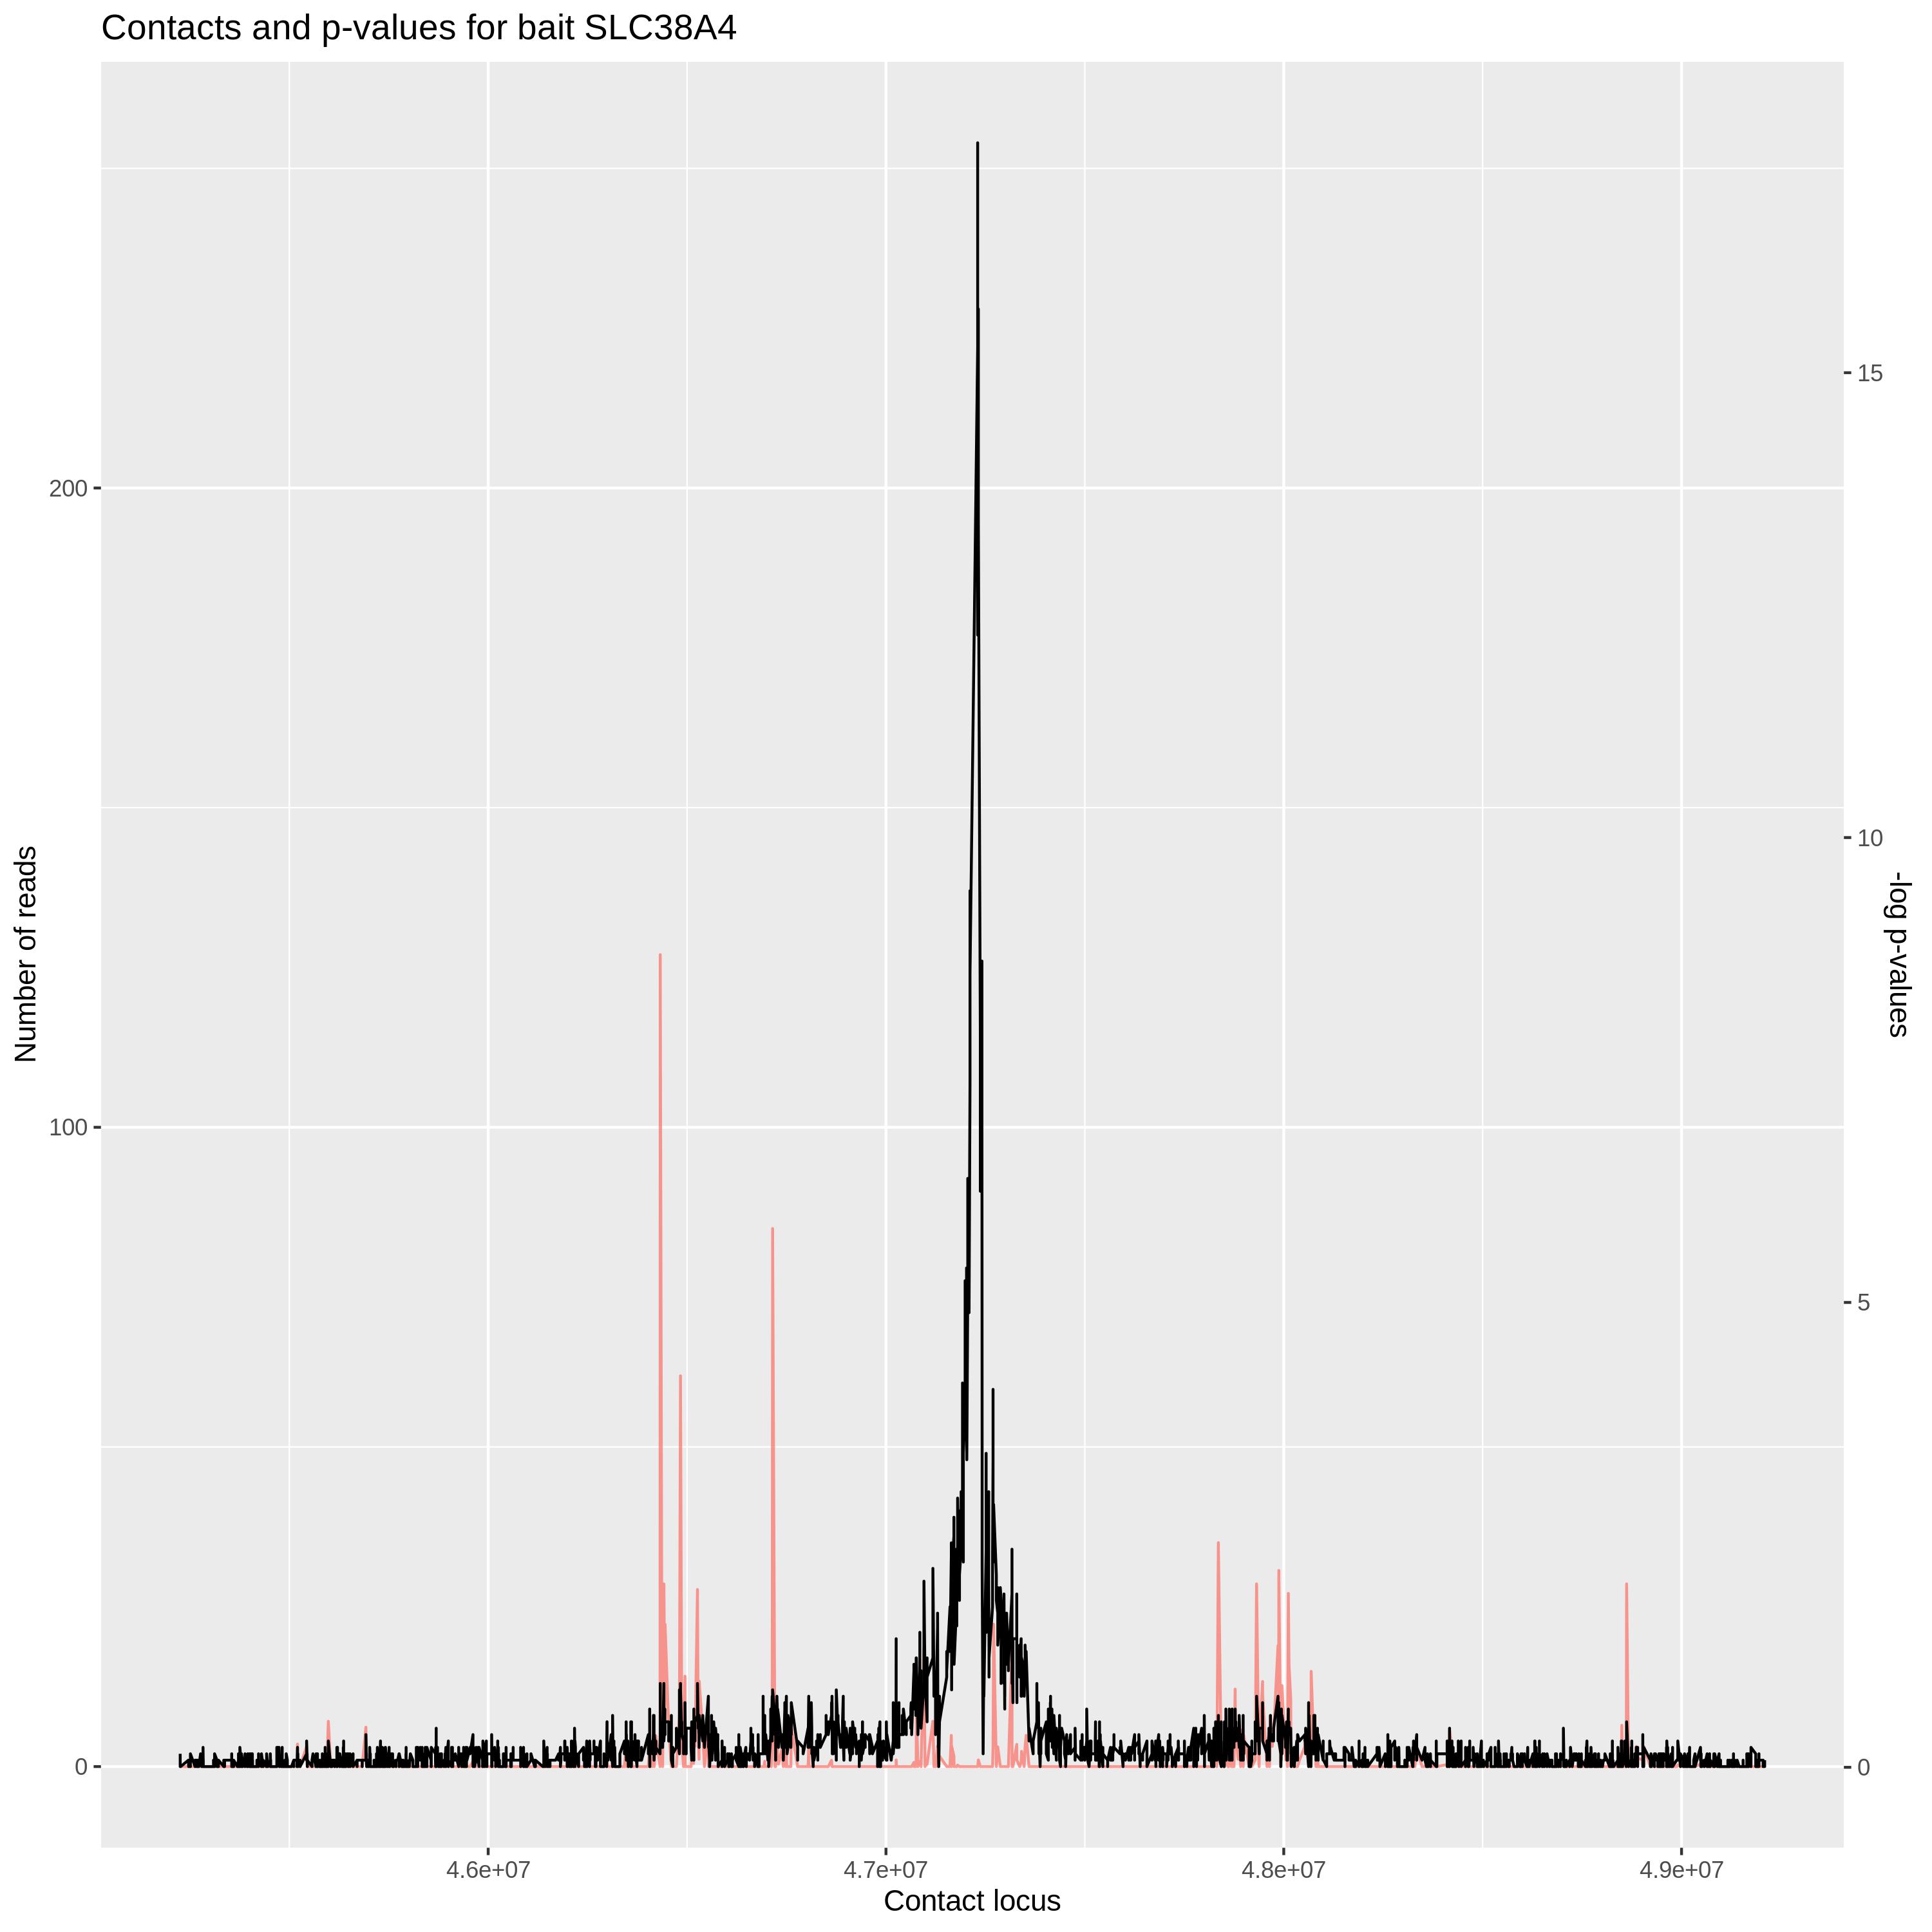 Contacts and p-values for bait SLC38A4
200
100
0
Number of reads
15
10
5
0
-log p-values
4.6e+07
4.7e+07
4.8e+07
4.9e+07
Contact locus